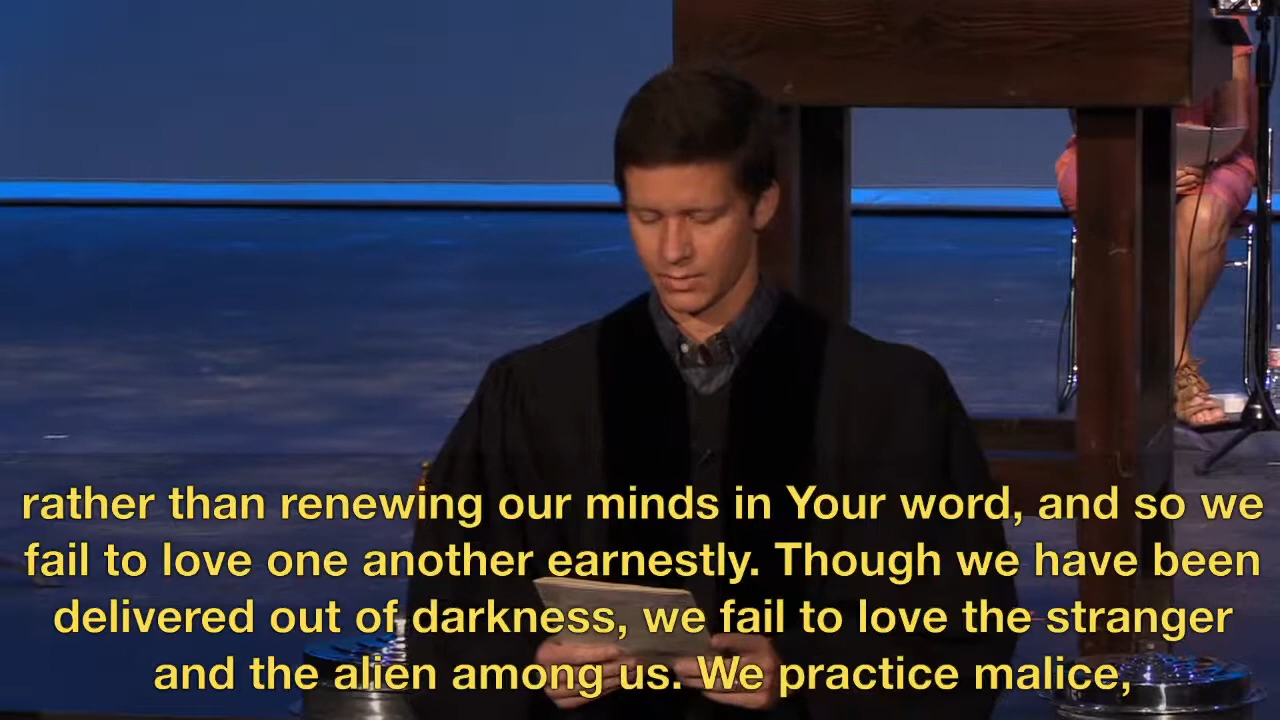 rather than renewing our minds in Your word, and so we
fail to love one another earnestly. Though we have been
delivered out of darkness, we fail to love the stranger
and the alien among us. We practice malice,